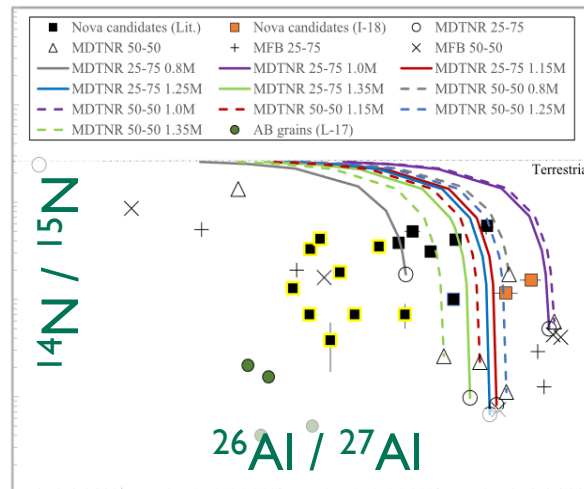 Nova candidates (Lit.) Nova candidates (I-18) MDTNR 25-75
MDTNR 50-50 MFB 25-75 MFB 50-50
MDTNR 25-75 0.8M MDTNR 25-75 1.0M MDTNR 25-75 1.15M
MDTNR 25-75 1.25M MDTNR 25-75 1.35M MDTNR 50-50 0.8M
MDTNR 50-50 1.0M MDTNR 50-50 1.15M MDTNR 50-50 1.25M
MDTNR 50-50 1.35M AB grains (L-17)
Terrestria
14N / 15N
26Al / 27Al